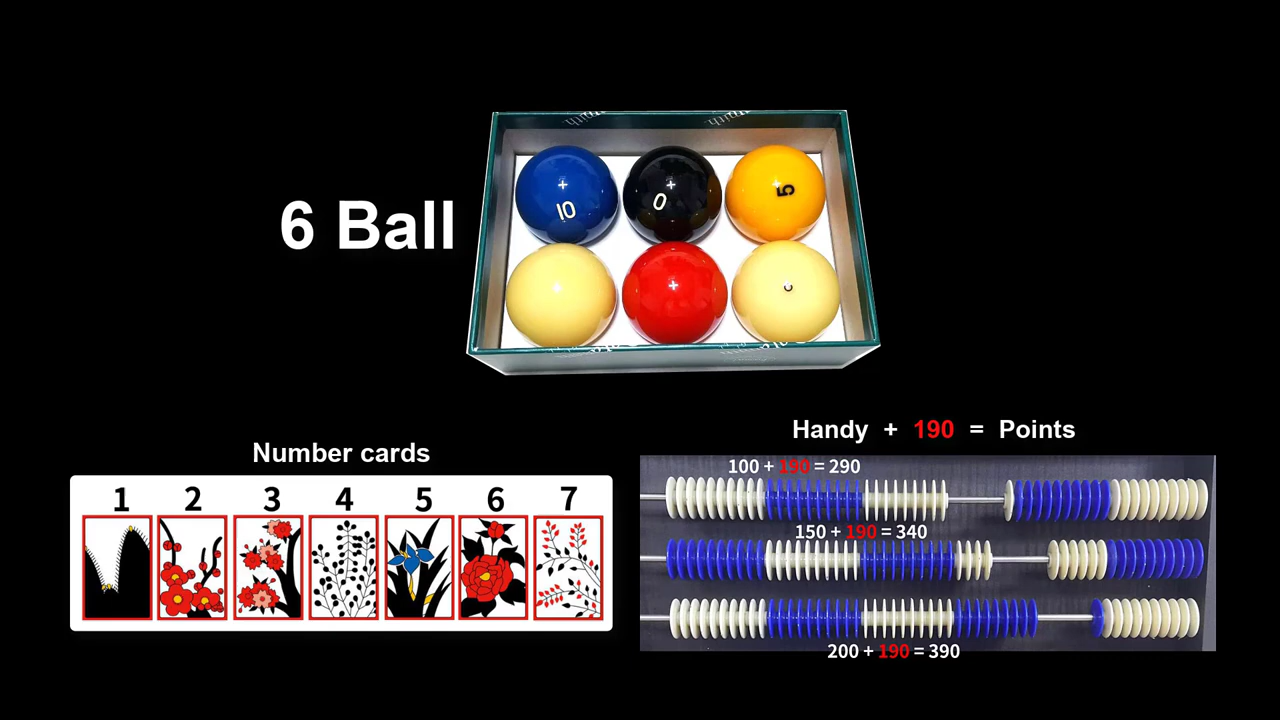 6 Ball
10
0
5
Number cards
1 2 3 4 5 6 7
Handy + 190 = Points
100 + 190 = 290
150 + 190 = 340
200 + 190 = 390